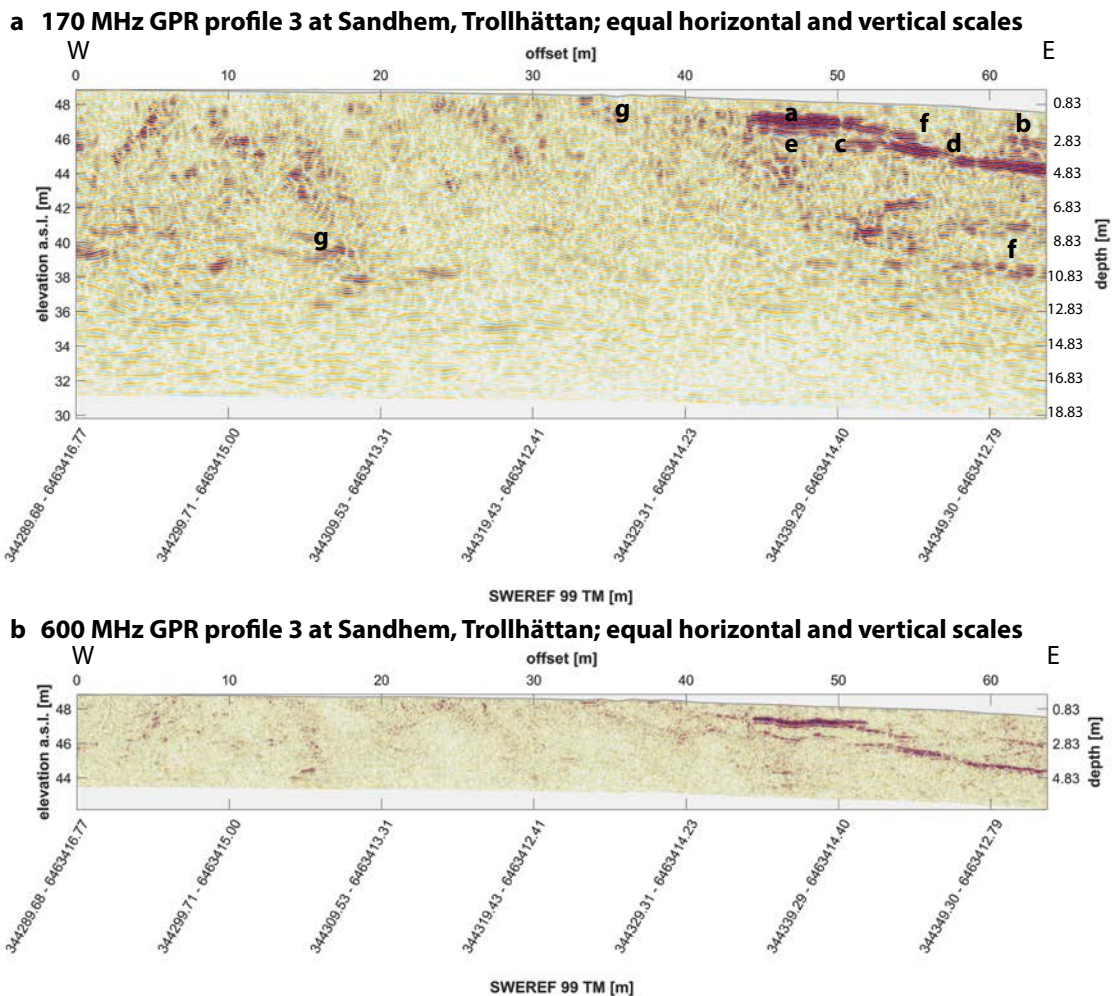 a 170 MHz GPR profile 3 at Sandhem, Trollhättan; equal horizontal and vertical scales
W E
offset [m]
0 10 20 30 40 50 60
48 0.83
46 2.83
44 4.83
42 6.83
40 8.83
38 10.83
36 12.83
34 14.83
32 16.83
30 18.83
elevation a.s.l. [m]
depth [m]
g a f b
e c d
g f
344289.68 - 6463416.77
344299.71 - 6463415.00
344309.53 - 6463413.31
344319.43 - 6463412.41
344329.31 - 6463414.23
344339.29 - 6463414.40
344349.30 - 6463412.79
SWEREF 99 TM [m]
b 600 MHz GPR profile 3 at Sandhem, Trollhättan; equal horizontal and vertical scales
W E
offset [m]
0 10 20 30 40 50 60
48 0.83
46 2.83
44 4.83
elevation a.s.l. [m]
depth [m]
344289.68 - 6463416.77
344299.71 - 6463415.00
344309.53 - 6463413.31
344319.43 - 6463412.41
344329.31 - 6463414.23
344339.29 - 6463414.40
344349.30 - 6463412.79
SWEREF 99 TM [m]